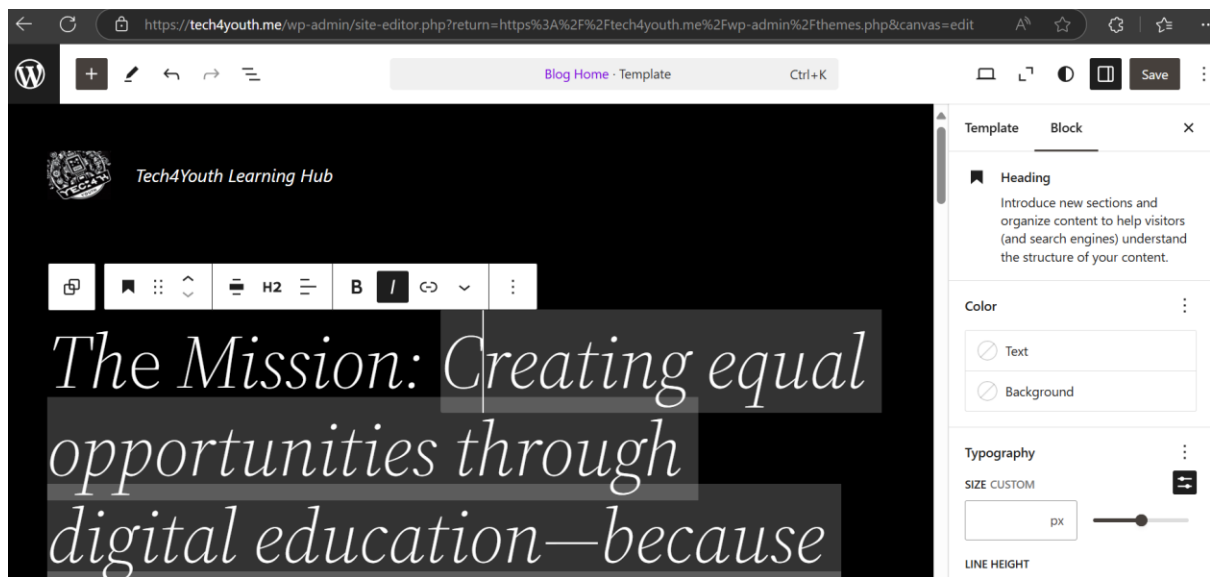 https://tech4youth.me/wp-admin/site-editor.php?return=https%3A%2F%2Ftech4youth.me%2Fwp-admin%2Fthemes.php&canvas=edit
Blog Home · Template Ctrl+K
Save
Template Block
Tech4Youth Learning Hub
Heading
Introduce new sections and
organize content to help visitors
(and search engines) understand
the structure of your content.
H2 B I
Color
Text
Background
The Mission: Creating equal
opportunities through
digital education—because
Typography
SIZE CUSTOM
px
LINE HEIGHT